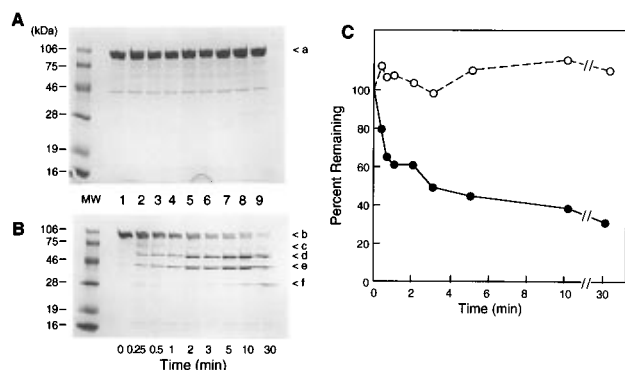 A
(kDa)
106
75
46
28
19
16
< a
MW 1 2 3 4 5 6 7 8 9
B
106
75
46
28
19
16
< b
< c
< d
< e
< f
0 0.25 0.5 1 2 3 5 10 30
Time (min)
C
Percent Remaining
100
80
60
40
20
0
0 2 4 6 8 10 // 30
Time (min)